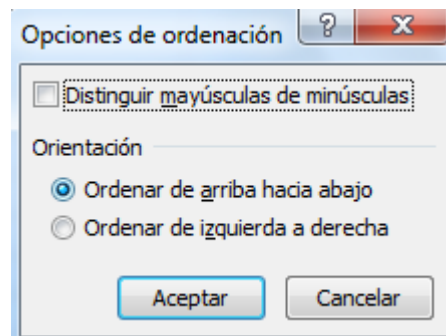 Opciones de ordenación
Distinguir mayúsculas de minúsculas
Orientación
Ordenar de arriba hacia abajo
Ordenar de izquierda a derecha
Aceptar Cancelar